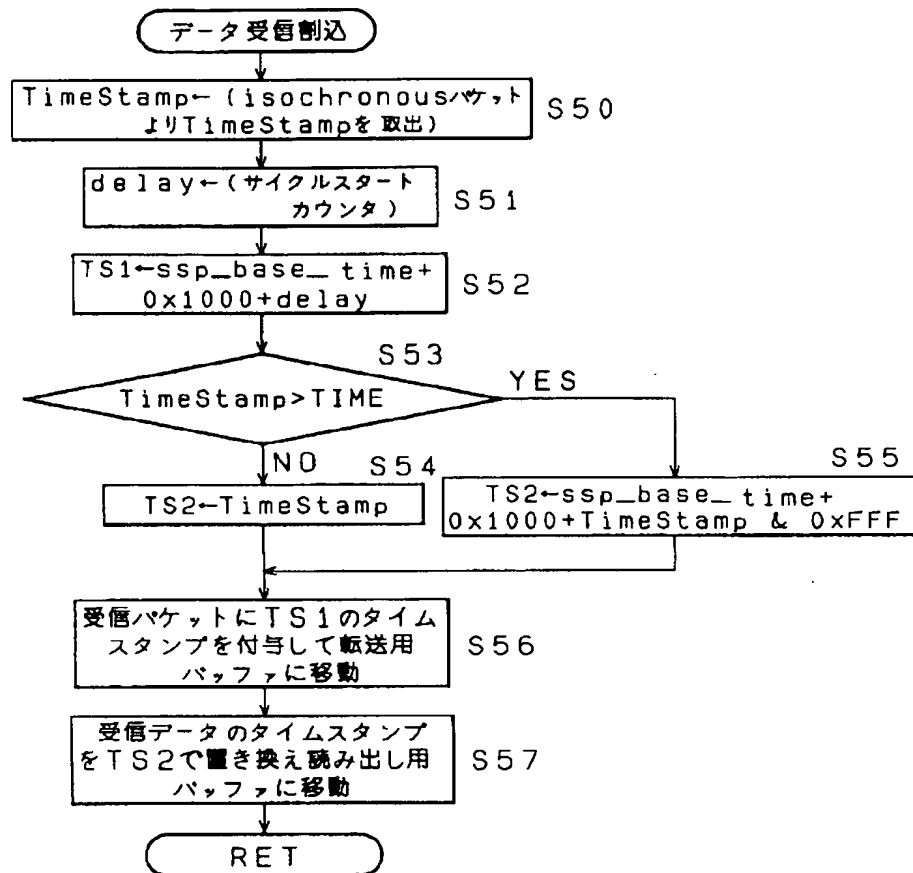 データ受信割込
TimeStamp←(isochronousパケット
よりTimeStampを取出)
S50
delay←(サイクルスタート
カウンタ)
S51
TS1←ssp_base_time+
0x1000+delay
S52
S53
TimeStamp>TIME
YES
NO
S54
TS2←TimeStamp
S55
TS2←ssp_base_time+
0x1000+TimeStamp & 0xFFF
受信パケットにTS1のタイム
スタンプを付与して転送用
バッファに移動
S56
受信データのタイムスタンプ
をTS2で置き換え読み出し用
バッファに移動
S57
RET